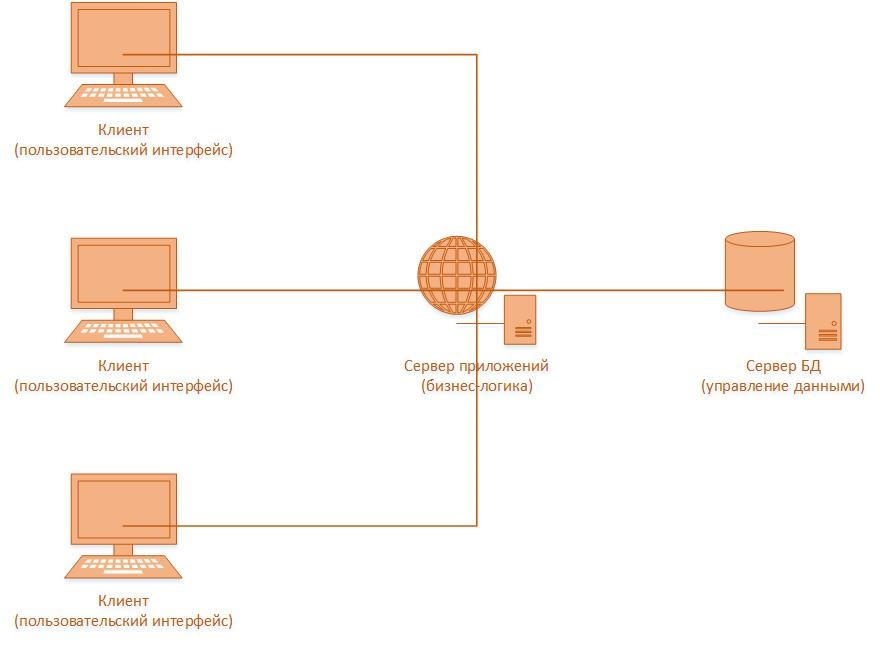 Клиент
(пользовательский интерфейс)
Клиент
(пользовательский интерфейс)
Сервер приложений
(бизнес-логика)
Сервер БД
(управление данными)
Клиент
(пользовательский интерфейс)